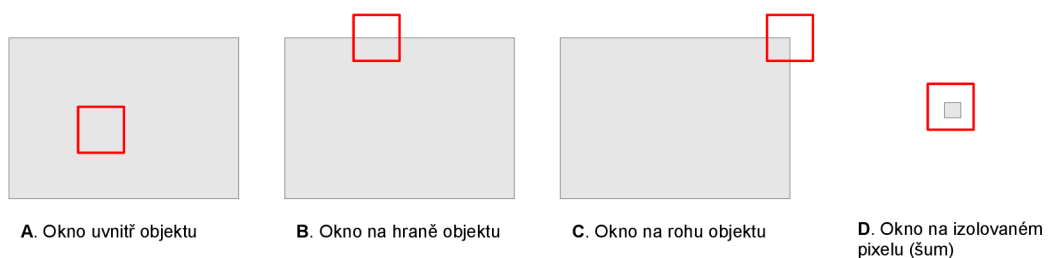 A. Okno uvnitř objektu
B. Okno na hraně objektu
C. Okno na rohu objektu
D. Okno na izolovaném
pixelu (šum)